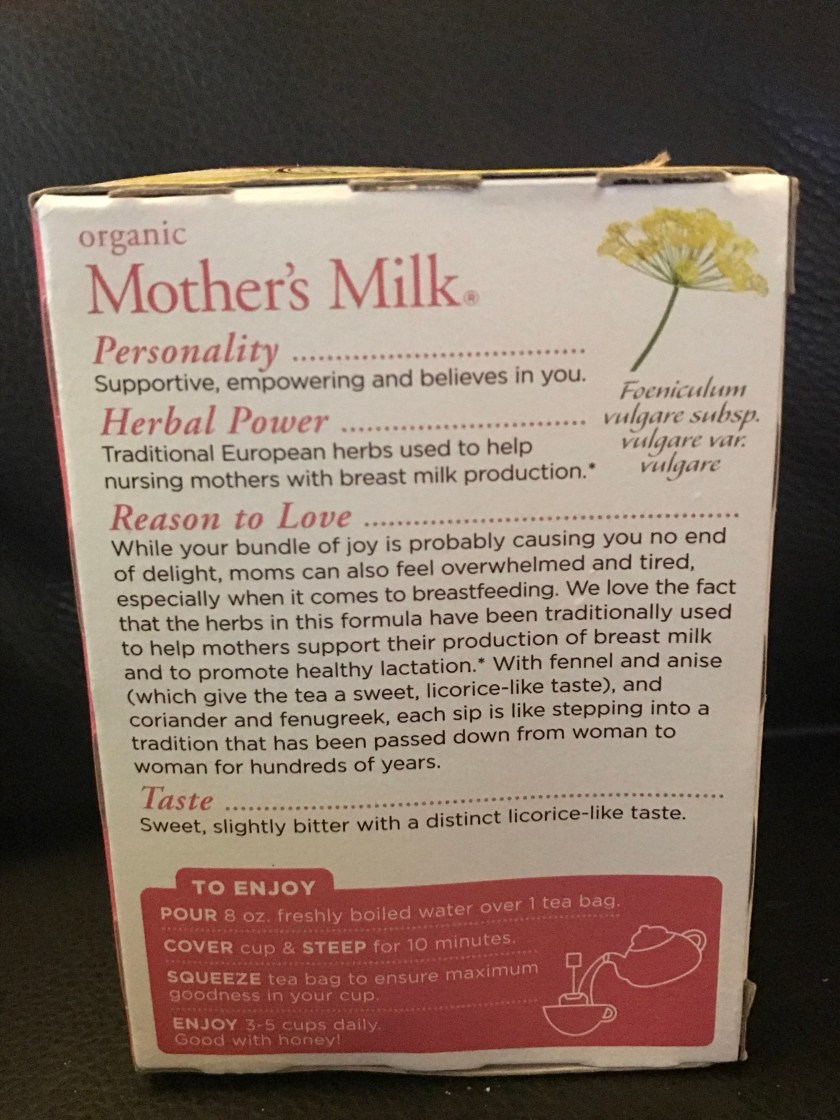 organic
Mother's Milk®
Personality
Supportive, empowering and believes in you.
Herbal Power
Traditional European herbs used to help
nursing mothers with breast milk production.*
Foeniculum
vulgare subsp.
vulgare var.
vulgare
Reason to Love
While your bundle of joy is probably causing you no end
of delight, moms can also feel overwhelmed and tired,
especially when it comes to breastfeeding. We love the fact
that the herbs in this formula have been traditionally used
to help mothers support their production of breast milk
and to promote healthy lactation.* With fennel and anise
(which give the tea a sweet, licorice-like taste), and
coriander and fenugreek, each sip is like stepping into a
tradition that has been passed down from woman to
woman for hundreds of years.
Taste
Sweet, slightly bitter with a distinct licorice-like taste.
TO ENJOY
POUR 8 oz. freshly boiled water over 1 tea bag.
COVER cup & STEEP for 10 minutes.
SQUEEZE tea bag to ensure maximum
goodness in your cup.
ENJOY 3-5 cups daily.
Good with honey!